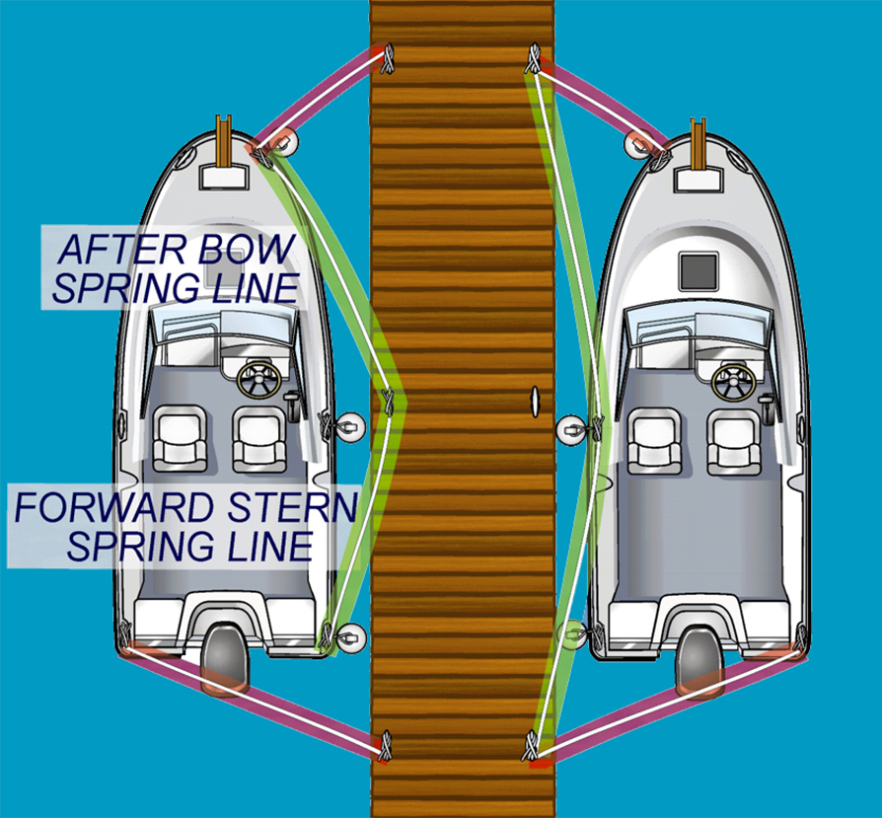 AFTER BOW
SPRING LINE
FORWARD STERN
SPRING LINE